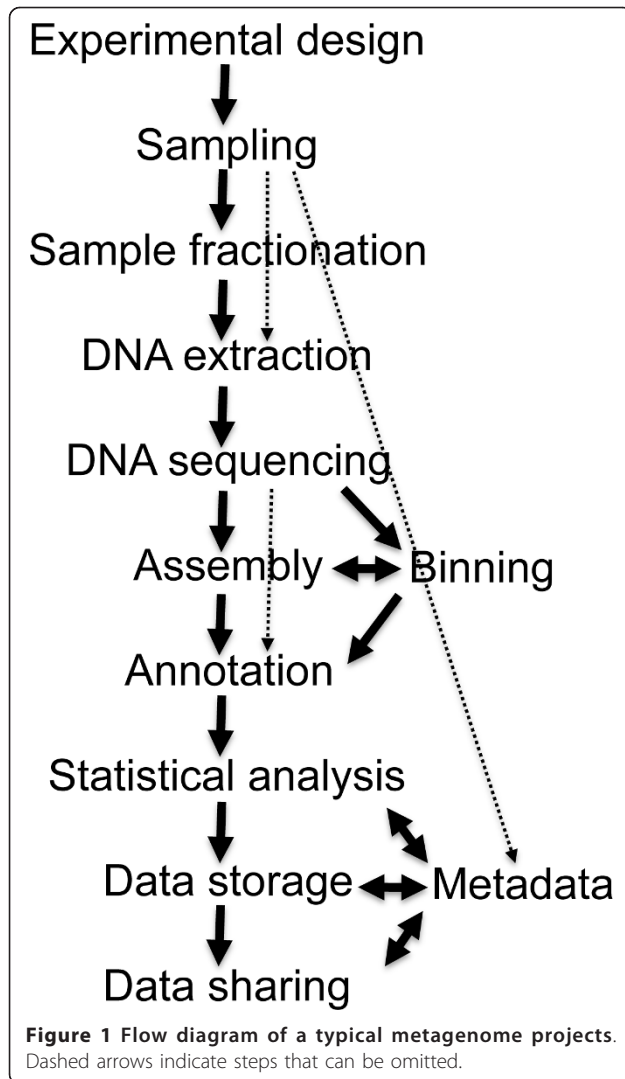 Experimental design
Sampling
Sample fractionation
DNA extraction
DNA sequencing
Assembly
Binning
Annotation
Statistical analysis
Data storage
Metadata
Data sharing
Figure 1 Flow diagram of a typical metagenome projects.
Dashed arrows indicate steps that can be omitted.